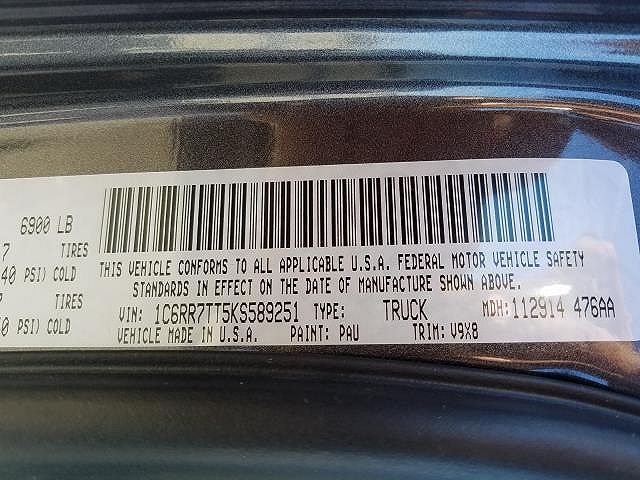 6900 LB
7 TIRES
40 PSI) COLD
TIRES
0 PSI) COLD
THIS VEHICLE CONFORMS TO ALL APPLICABLE U.S.A. FEDERAL MOTOR VEHICLE SAFETY
STANDARDS IN EFFECT ON THE DATE OF MANUFACTURE SHOWN ABOVE.
VIN: 1C6RR7TT5KS589251 TYPE: TRUCK MDH: 112914 476AA
VEHICLE MADE IN U.S.A. PAINT: PAU TRIM: V9X8